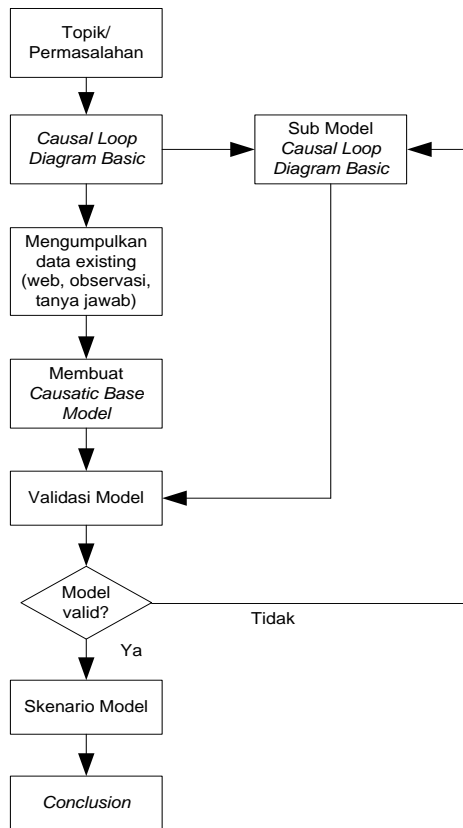 Topik/
Permasalahan
Causal Loop
Diagram Basic
Sub Model
Causal Loop
Diagram Basic
Mengumpulkan
data existing
(web, observasi,
tanya jawab)
Membuat
Causatic Base
Model
Validasi Model
Model
valid?
Tidak
Ya
Skenario Model
Conclusion